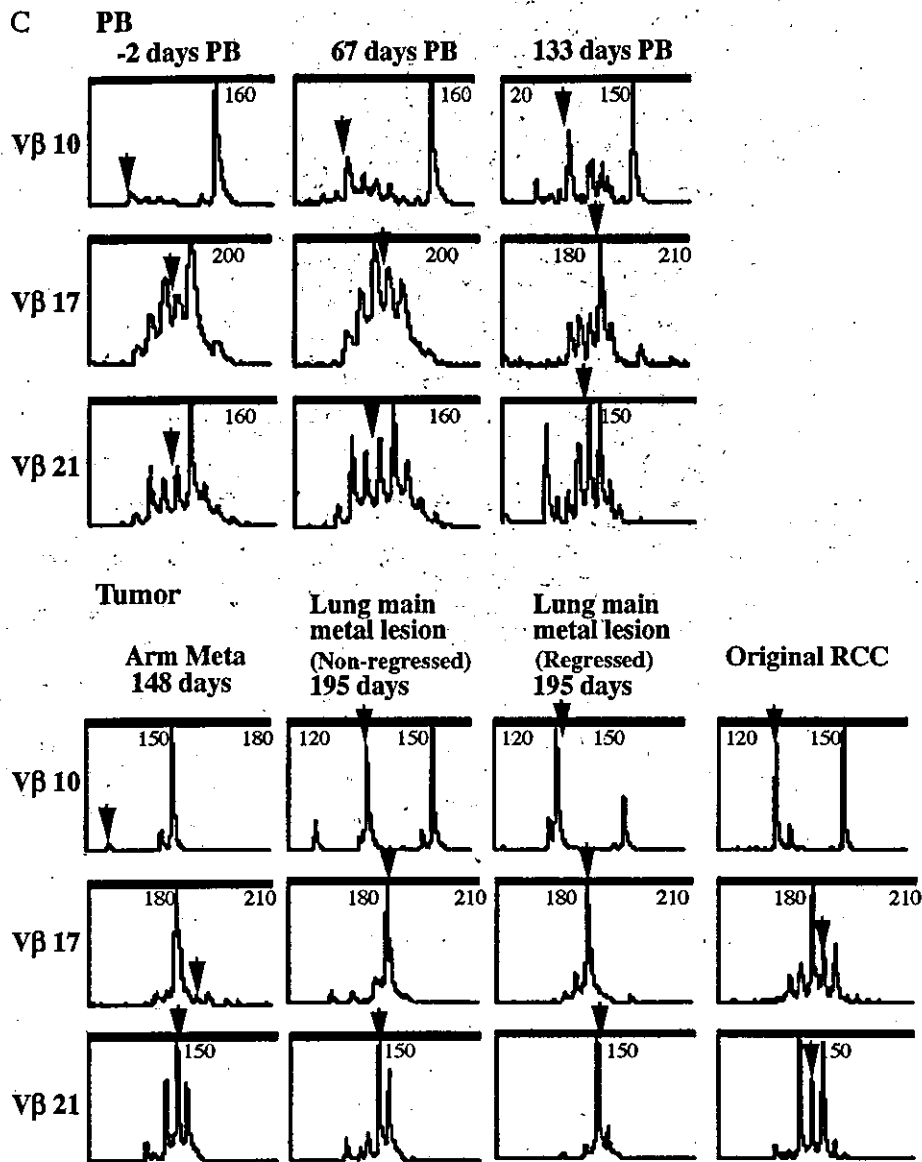 C PB
-2 days PB 67 days PB 133 days PB
Vβ 10 160 160 20 150
Vβ 17 200 200 180 210
Vβ 21 160 160 150
Tumor
Arm Meta
148 days
Lung main
metal lesion
(Non-regressed)
195 days
Lung main
metal lesion
(Regressed)
195 days
Original RCC
Vβ 10 150 180 120 150 120 150 120 150
Vβ 17 180 210 180 210 180 210 180 210
Vβ 21 150 150 150 150